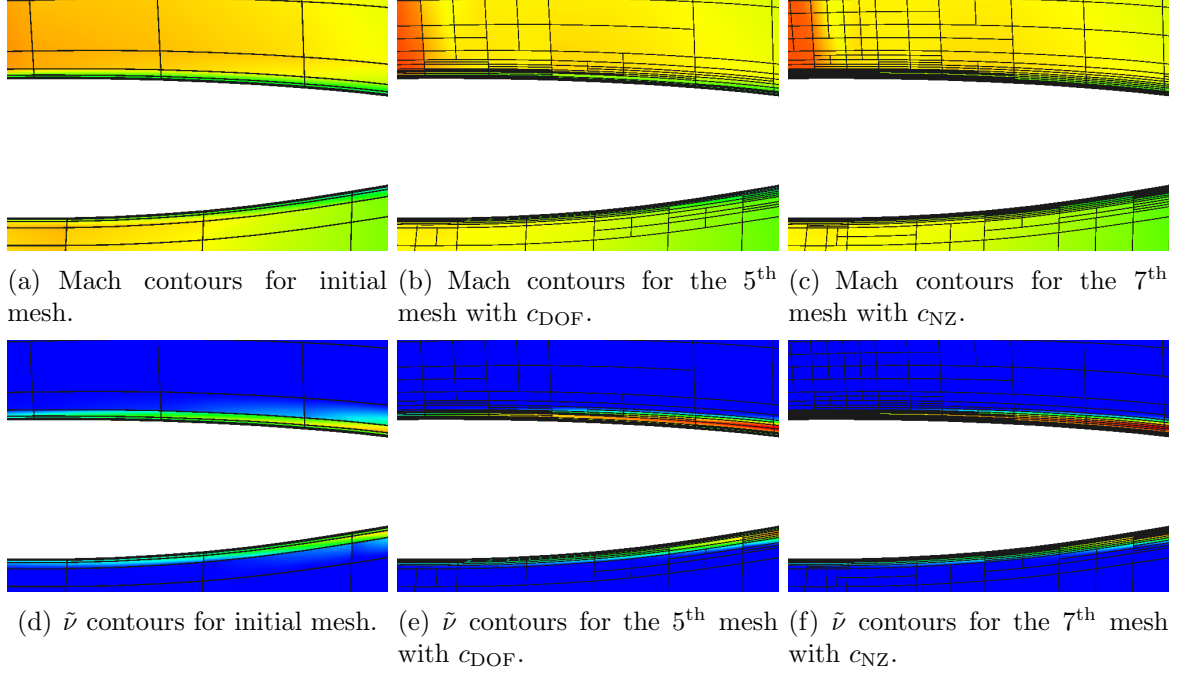 (a) Mach contours for initial mesh.
(b) Mach contours for the 5th mesh with cDOF.
(c) Mach contours for the 7th mesh with cNZ.
(d) ν̃ contours for initial mesh.
(e) ν̃ contours for the 5th mesh with cDOF.
(f) ν̃ contours for the 7th mesh with cNZ.